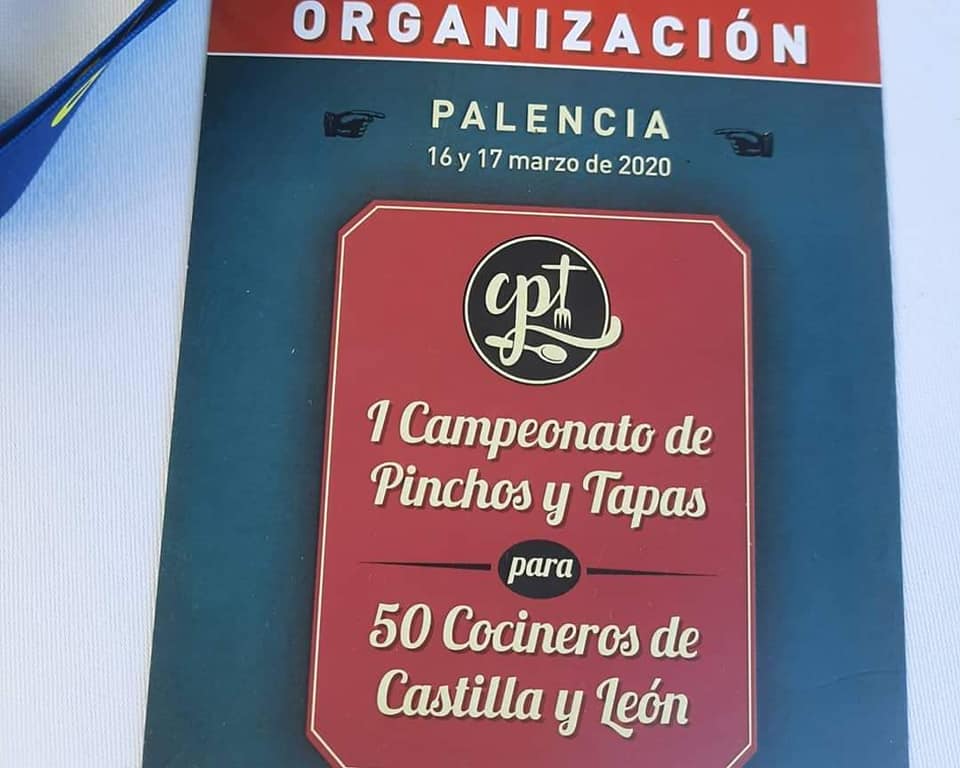 ORGANIZACIÓN
PALENCIA
16 y 17 marzo de 2020
cpt
I Campeonato de
Pinchos y Tapas
para
50 Cocineros de
Castilla y León